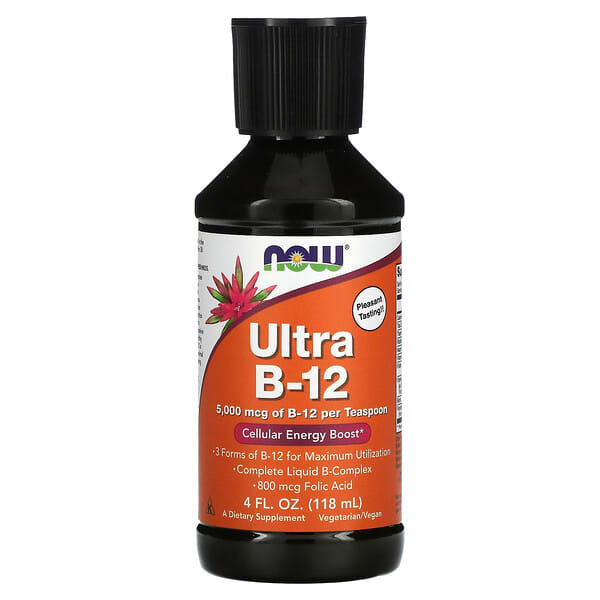 NOW®
Pleasant
Tasting!!
Ultra
B-12
5,000 mcg of B-12 per Teaspoon
Cellular Energy Boost*
•3 Forms of B-12 for Maximum Utilization
•Complete Liquid B-Complex
•800 mcg Folic Acid
4 FL. OZ. (118 mL)
A Dietary Supplement Vegetarian/Vegan